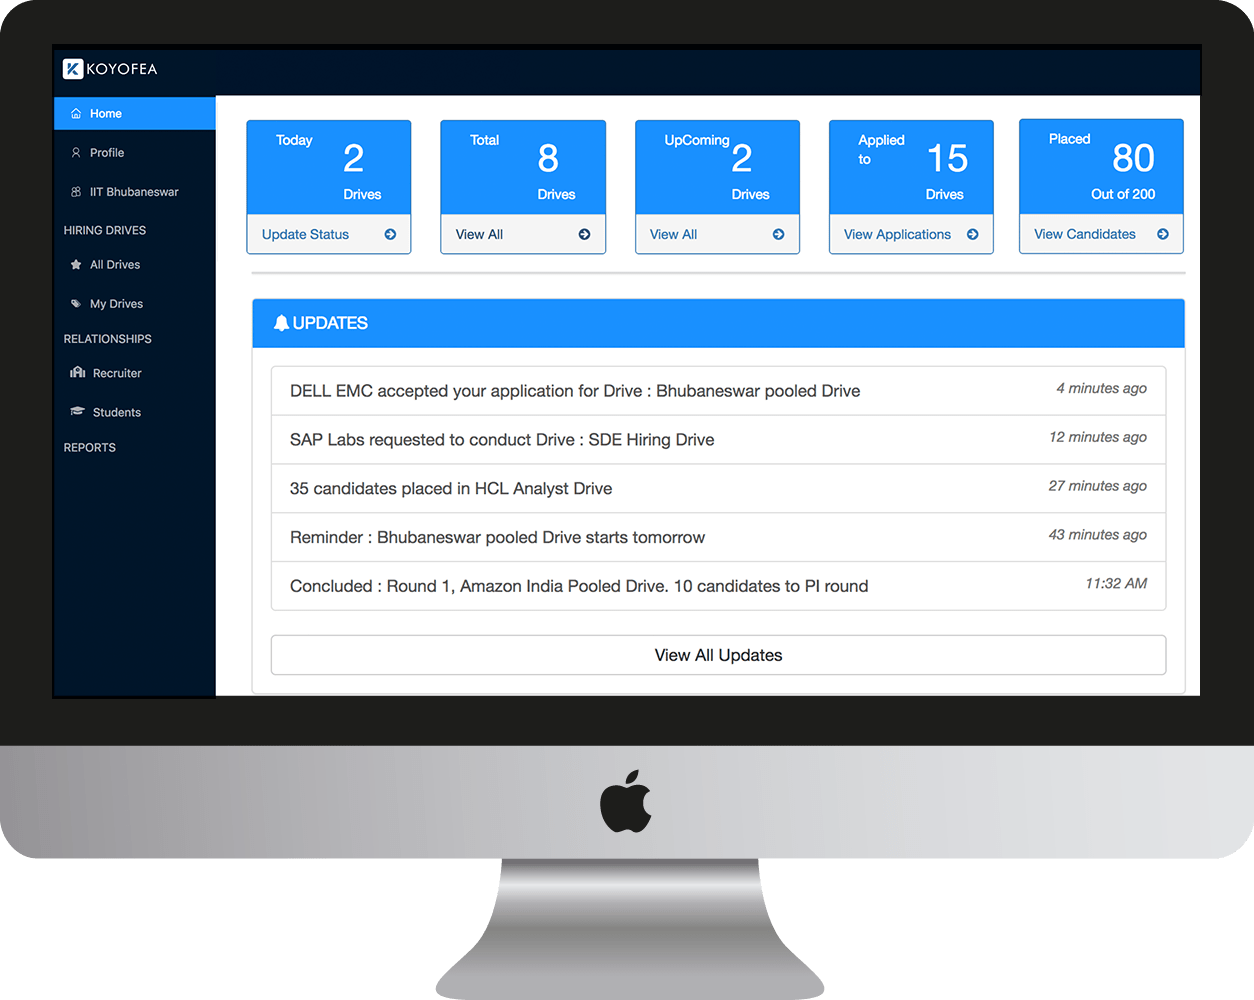 KOYOFEA
Home
Profile
IIT Bhubaneswar
HIRING DRIVES
All Drives
My Drives
RELATIONSHIPS
Recruiter
Students
REPORTS
Today
2
Drives
Update Status
Total
8
Drives
View All
UpComing
2
Drives
View All
Applied
to
15
Drives
View Applications
Placed
80
Out of 200
View Candidates
UPDATES
DELL EMC accepted your application for Drive : Bhubaneswar pooled Drive 4 minutes ago
SAP Labs requested to conduct Drive : SDE Hiring Drive 12 minutes ago
35 candidates placed in HCL Analyst Drive 27 minutes ago
Reminder : Bhubaneswar pooled Drive starts tomorrow 43 minutes ago
Concluded : Round 1, Amazon India Pooled Drive. 10 candidates to PI round 11:32 AM
View All Updates